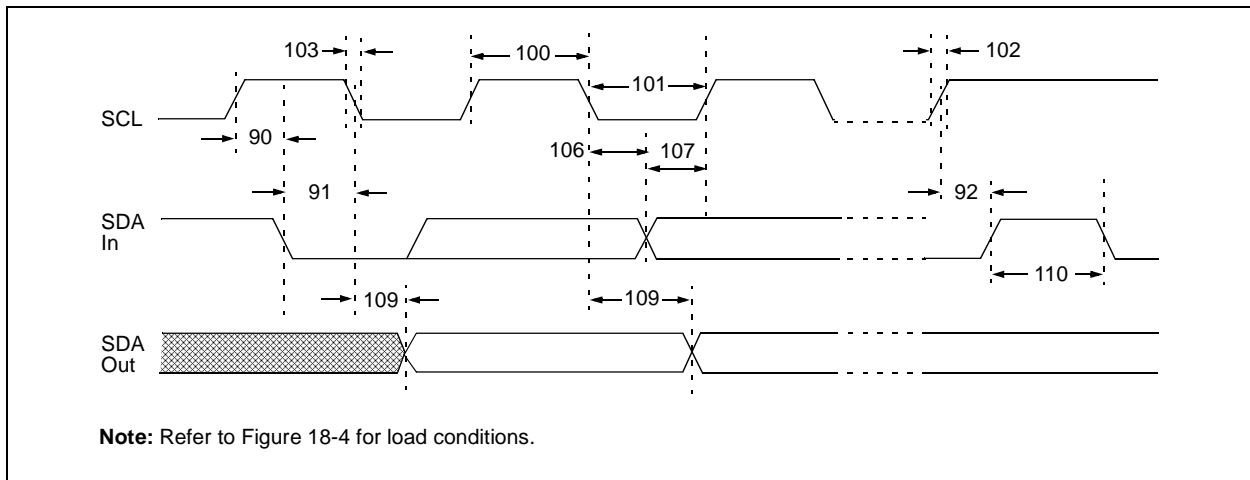 103
100
102
101
SCL
90
106
107
91
92
SDA
In
110
109
109
SDA
Out
Note: Refer to Figure 18-4 for load conditions.